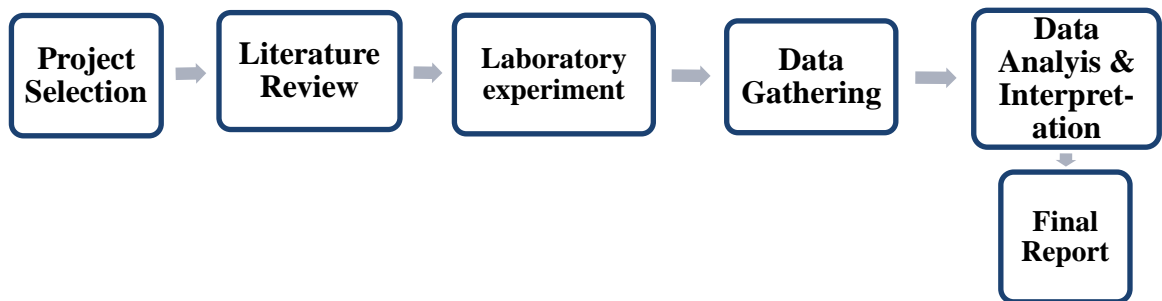 Project
Selection
Literature
Review
Laboratory
experiment
Data
Gathering
Data
Analyis &
Interpret-
ation
Final
Report